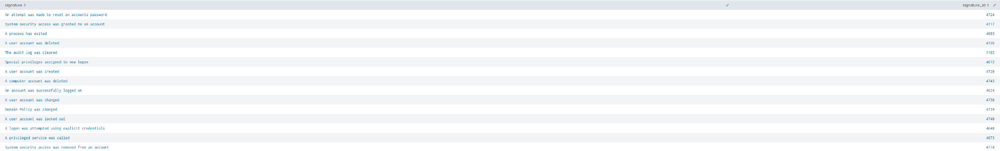 signature signature_id
An attempt was made to reset an accounts password 4724
System security access was granted to an account 4717
A process has exited 4689
A user account was deleted 4726
The audit log was cleared 1102
Special privileges assigned to new logon 4672
A user account was created 4720
A computer account was deleted 4743
An account was successfully logged on 4624
A user account was changed 4738
Domain Policy was changed 4739
A user account was locked out 4740
A logon was attempted using explicit credentials 4648
A privileged service was called 4673
System security access was removed from an account 4718